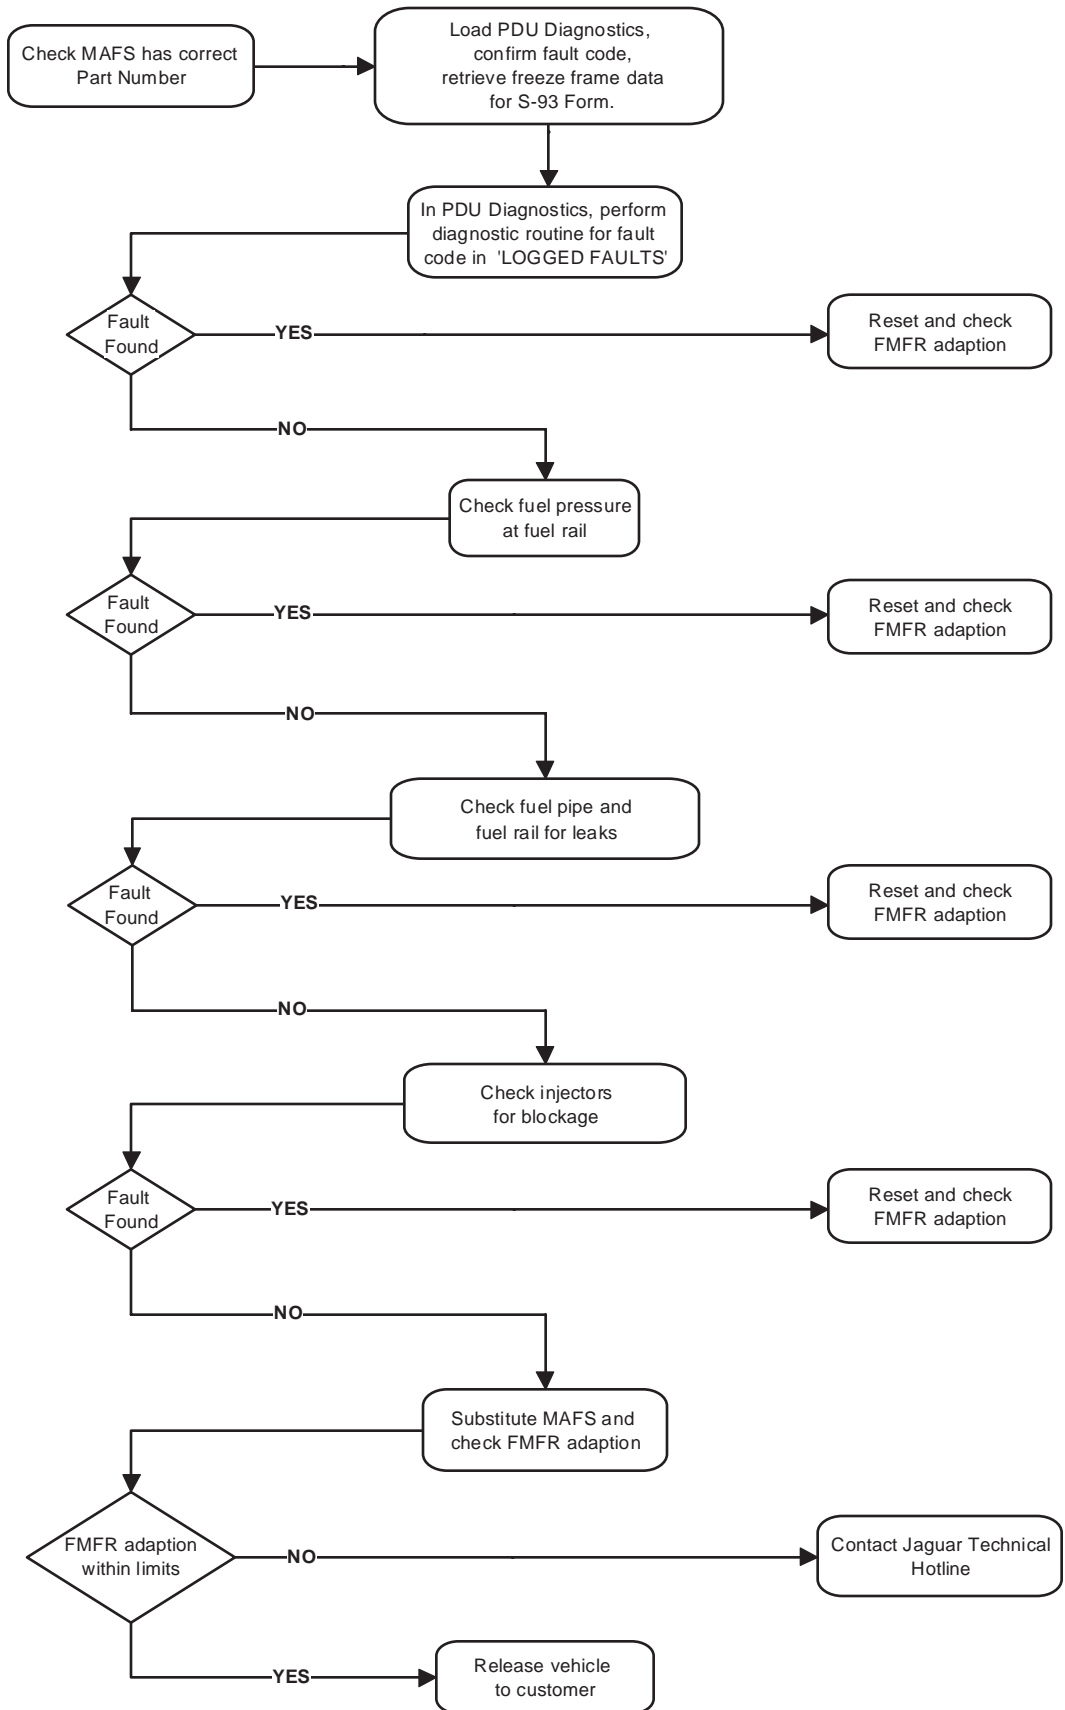 Check MAFS has correct
Part Number
Load PDU Diagnostics,
confirm fault code,
retrieve freeze frame data
for S-93 Form.
In PDU Diagnostics, perform
diagnostic routine for fault
code in 'LOGGED FAULTS'
Fault
Found
YES
Reset and check
FMFR adaption
NO
Check fuel pressure
at fuel rail
Fault
Found
YES
Reset and check
FMFR adaption
NO
Check fuel pipe and
fuel rail for leaks
Fault
Found
YES
Reset and check
FMFR adaption
NO
Check injectors
for blockage
Fault
Found
YES
Reset and check
FMFR adaption
NO
Substitute MAFS and
check FMFR adaption
FMFR adaption
within limits
NO
Contact Jaguar Technical
Hotline
YES
Release vehicle
to customer